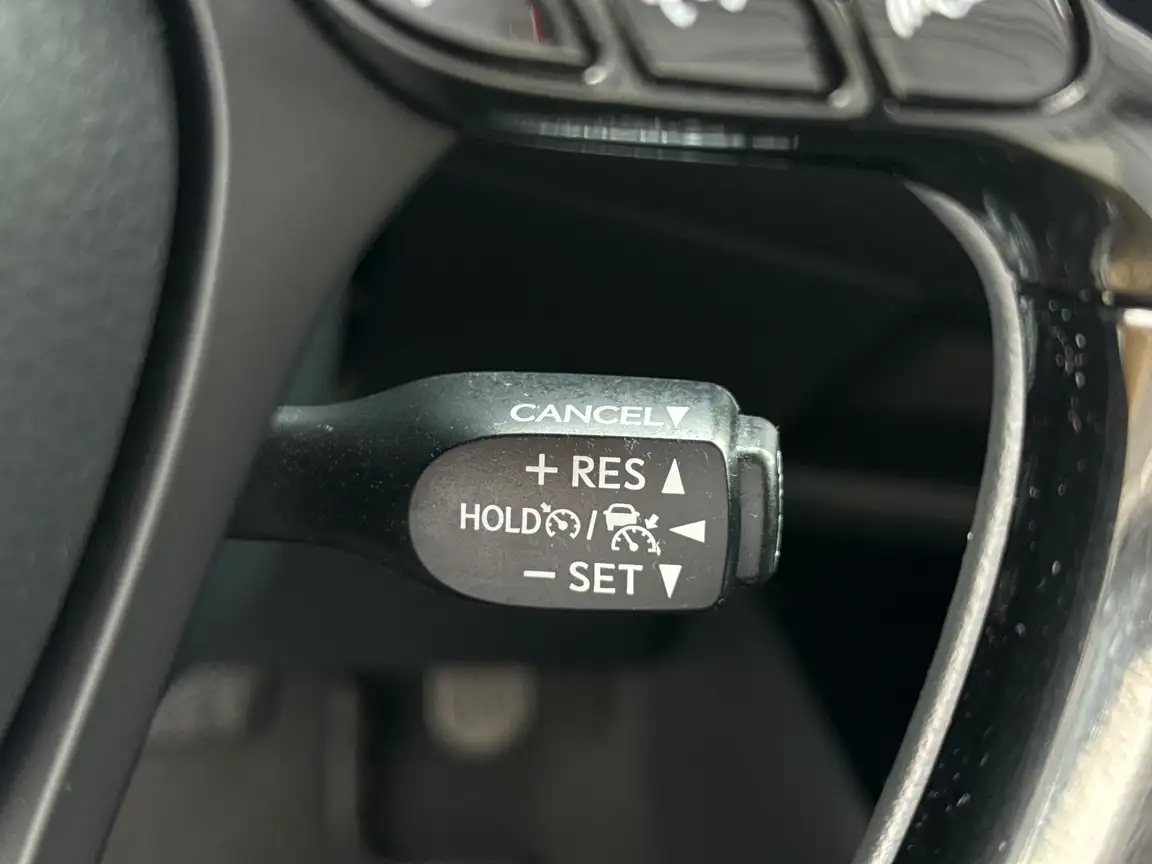 CANCEL▼
+ RES ▲
HOLD / ◀
− SET ▼